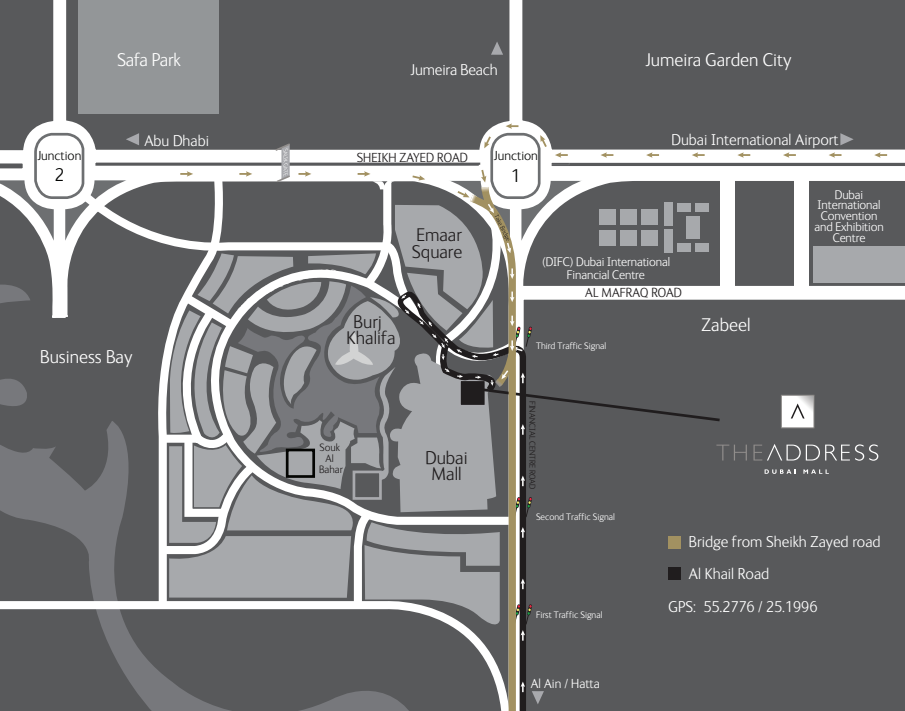 Safa Park
Jumeira Beach
Jumeira Garden City
Abu Dhabi
Dubai International Airport
SHEIKH ZAYED ROAD
Junction
2
Junction
1
Dubai
International
Convention
and Exhibition
Centre
Emaar
Square
(DIFC) Dubai International
Financial Centre
AL MAFRAQ ROAD
Zabeel
Burj
Khalifa
Third Traffic Signal
Business Bay
FINANCIAL CENTRE ROAD
THE ADDRESS
DUBAI MALL
Souk
Al
Bahar
Dubai
Mall
Second Traffic Signal
Bridge from Sheikh Zayed road
Al Khail Road
GPS: 55.2776 / 25.1996
First Traffic Signal
Al Ain / Hatta